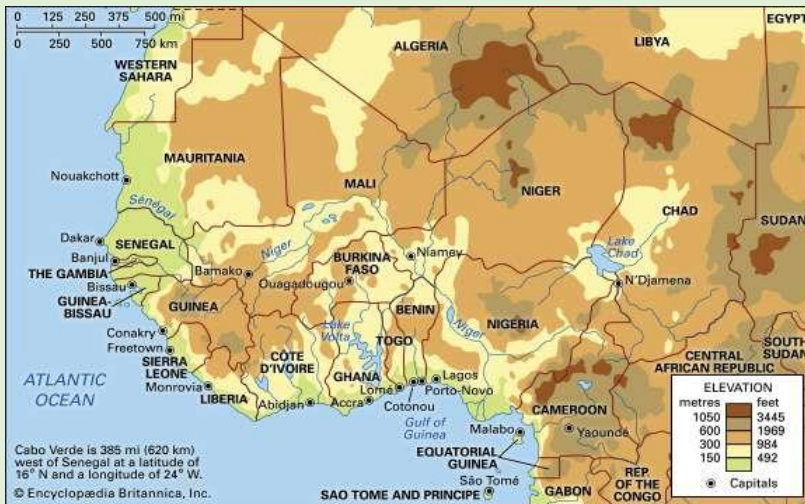 0 125 250 500 mi
0 250 500 750 km
WESTERN
SAHARA
ALGERIA
LIBYA
EGYPT
MAURITANIA
MALI
NIGER
CHAD
SUDAN
Nouakchott
Sénégal
Dakar
SENEGAL
Banjul
THE GAMBIA
Bissau
GUINEA-
BISSAU
Bamako
Niger
BURKINA
FASO
Ouagadougou
Niamey
Lake
Chad
N'Djamena
GUINEA
Conakry
Freetown
SIERRA
LEONE
Monrovia
LIBERIA
CÔTE
D'IVOIRE
Abidjan
Lake
Volta
GHANA
Accra
TOGO
Lomé
BENIN
Cotonou
Porto-Novo
Lagos
Niger
NIGERIA
CENTRAL
AFRICAN REPUBLIC
SOUTH
SUDAN
ATLANTIC
OCEAN
Gulf of
Guinea
CAMEROON
Yaoundé
Malabo
EQUATORIAL
GUINEA
São Tomé
SAO TOME AND PRINCIPE
GABON
REP.
OF THE
CONGO
ELEVATION
metres feet
1050 3445
600 1969
300 984
150 492
Capitals
Cabo Verde is 385 mi (620 km)
west of Senegal at a latitude of
16° N and a longitude of 24° W.
© Encyclopædia Britannica, Inc.